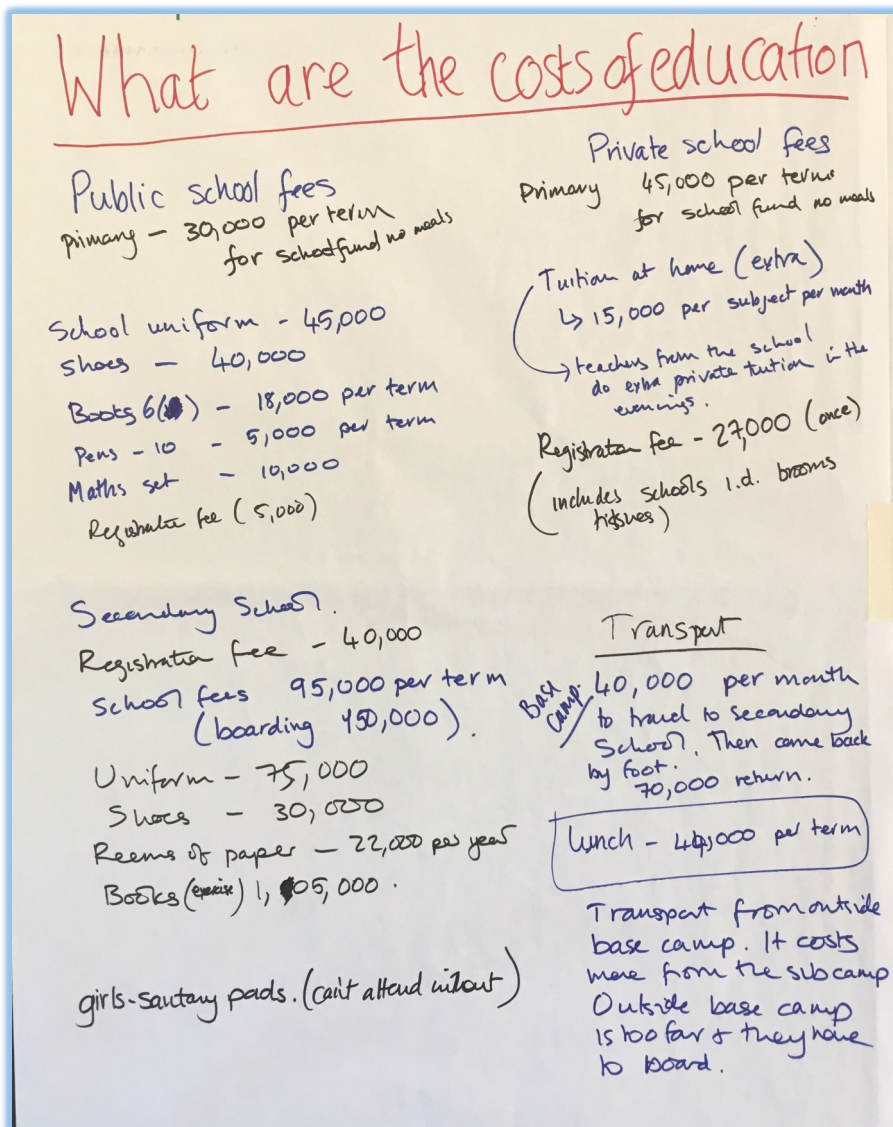 What are the costs of education
Public school fees
primary – 30,000 per term
for school fund no meals
School uniform - 45,000
Shoes – 40,000
Books 6( ) – 18,000 per term
Pens - 10 - 5,000 per term
Maths set - 10,000
Registration fee (5,000)
Private school fees
Primary 45,000 per term
for school fund no meals
Tuition at home (extra)
↳ 15,000 per subject per month
→ teachers from the school
do extra private tution in the
evenings.
Registration fee - 27,000 (once)
(includes schools i.d. brooms
tissues)
Secondary School.
Registration fee - 40,000
School fees 95,000 per term
(boarding 150,000).
Uniform – 75,000
Shoes – 30,000
Reems of paper – 22,000 per year
Books (exercise) 1, 05,000.
girls-sanitary pads. (can't attend without)
Transport
Base
camp.
40,000 per month
to travel to secondary
School. Then come back
by foot.
70,000 return.
lunch – per term
Transport from outside
base camp. It costs
more from the subcamp
Outside base camp
is too far & they have
to board.